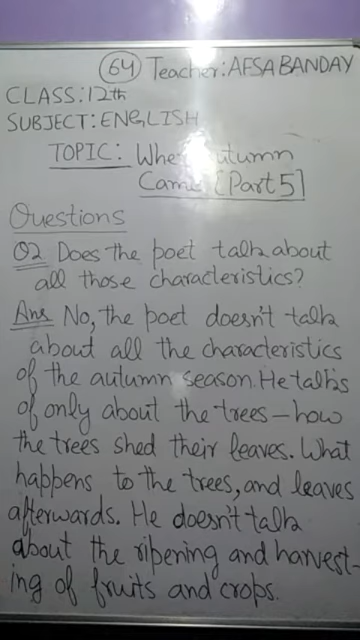 64 Teacher: AFSA BANDAY
CLASS: 12th
SUBJECT: ENGLISH
TOPIC: When Autumn
Came [Part 5]
Questions
Q2 Does the poet talk about
all those characteristics?
Ans No, the poet doesn't talk
about all the characteristics
of the autumn season. He talks
of only about the trees - how
the trees shed their leaves. What
happens to the trees, and leaves
afterwards. He doesn't talk
about the ripening and harvest-
ing of fruits and crops.